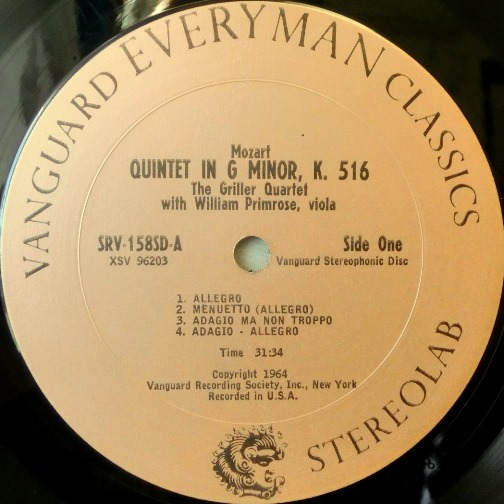 VANGUARD EVERYMAN CLASSICS
Mozart
QUINTET IN G MINOR, K. 516
The Griller Quartet
with William Primrose, viola
SRV-158SD-A
XSV 96203
Side One
Vanguard Stereophonic Disc
1. ALLEGRO
2. MENUETTO (ALLEGRO)
3. ADAGIO MA NON TROPPO
4. ADAGIO - ALLEGRO
Time 31:34
Copyright 1964
Vanguard Recording Society, Inc., New York
Recorded in U.S.A.
STEREOLAB